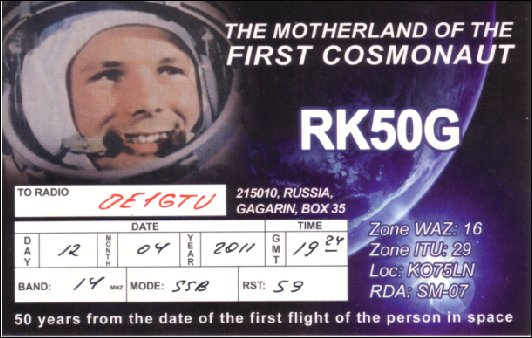 THE MOTHERLAND OF THE
FIRST COSMONAUT
RK50G
TO RADIO OE1GTU
215010, RUSSIA,
GAGARIN, BOX 35
DATE TIME
DAY 12 MONTH 04 YEAR 2011 GMT 19 24
BAND: 14 MHZ MODE: SSB RST: 59
Zone WAZ: 16
Zone ITU: 29
Loc: KO75LN
RDA: SM-07
50 years from the date of the first flight of the person in space